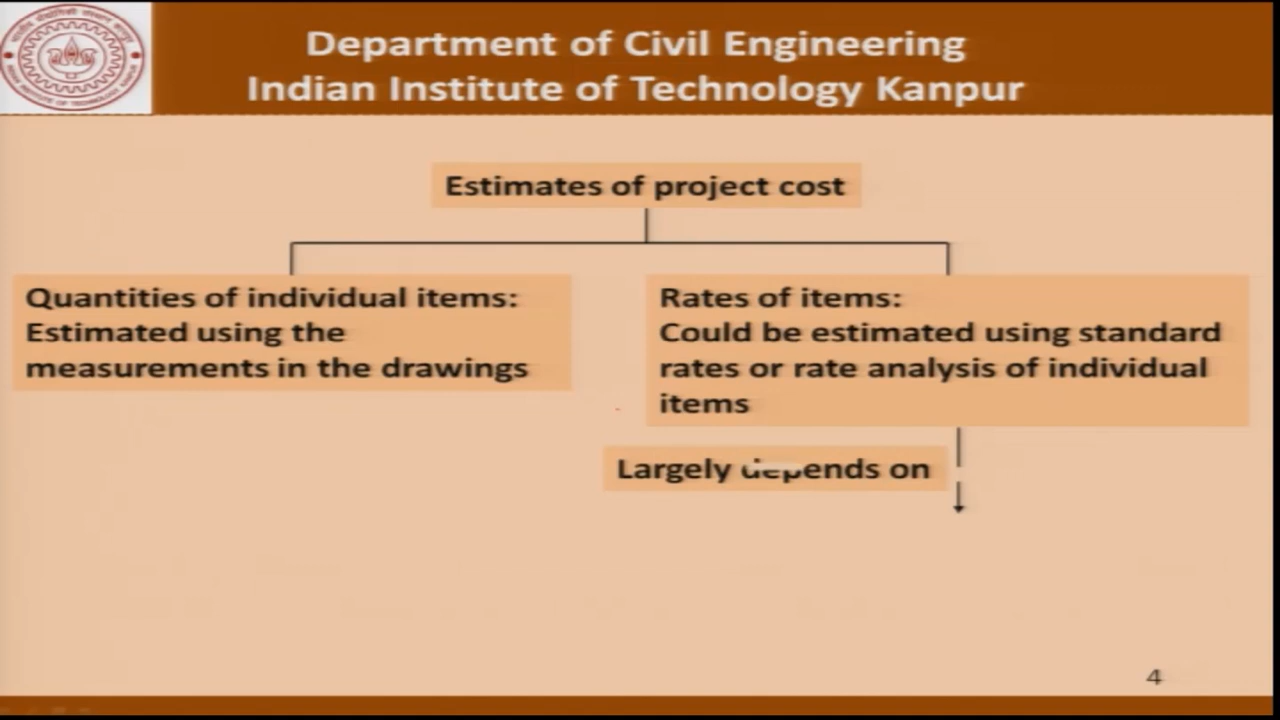 Department of Civil Engineering
Indian Institute of Technology Kanpur
Estimates of project cost
Quantities of individual items:
Estimated using the
measurements in the drawings
Rates of items:
Could be estimated using standard
rates or rate analysis of individual
items
Largely depends on
4